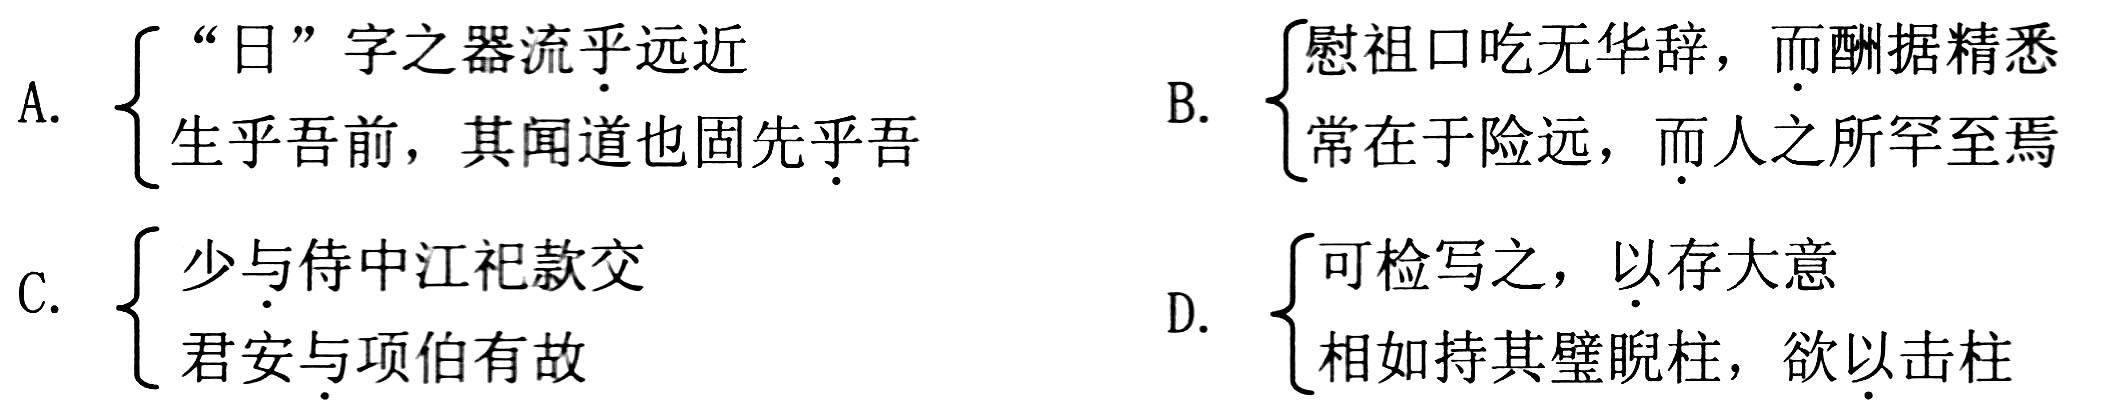 A.
“日”字之器流乎远近
生乎吾前，其闻道也固先乎吾
B.
慰祖口吃无华辞，而酬据精悉
常在于险远，而人之所罕至焉
C.
少与侍中江祀款交
君安与项伯有故
D.
可检写之，以存大意
相如持其璧睨柱，欲以击柱